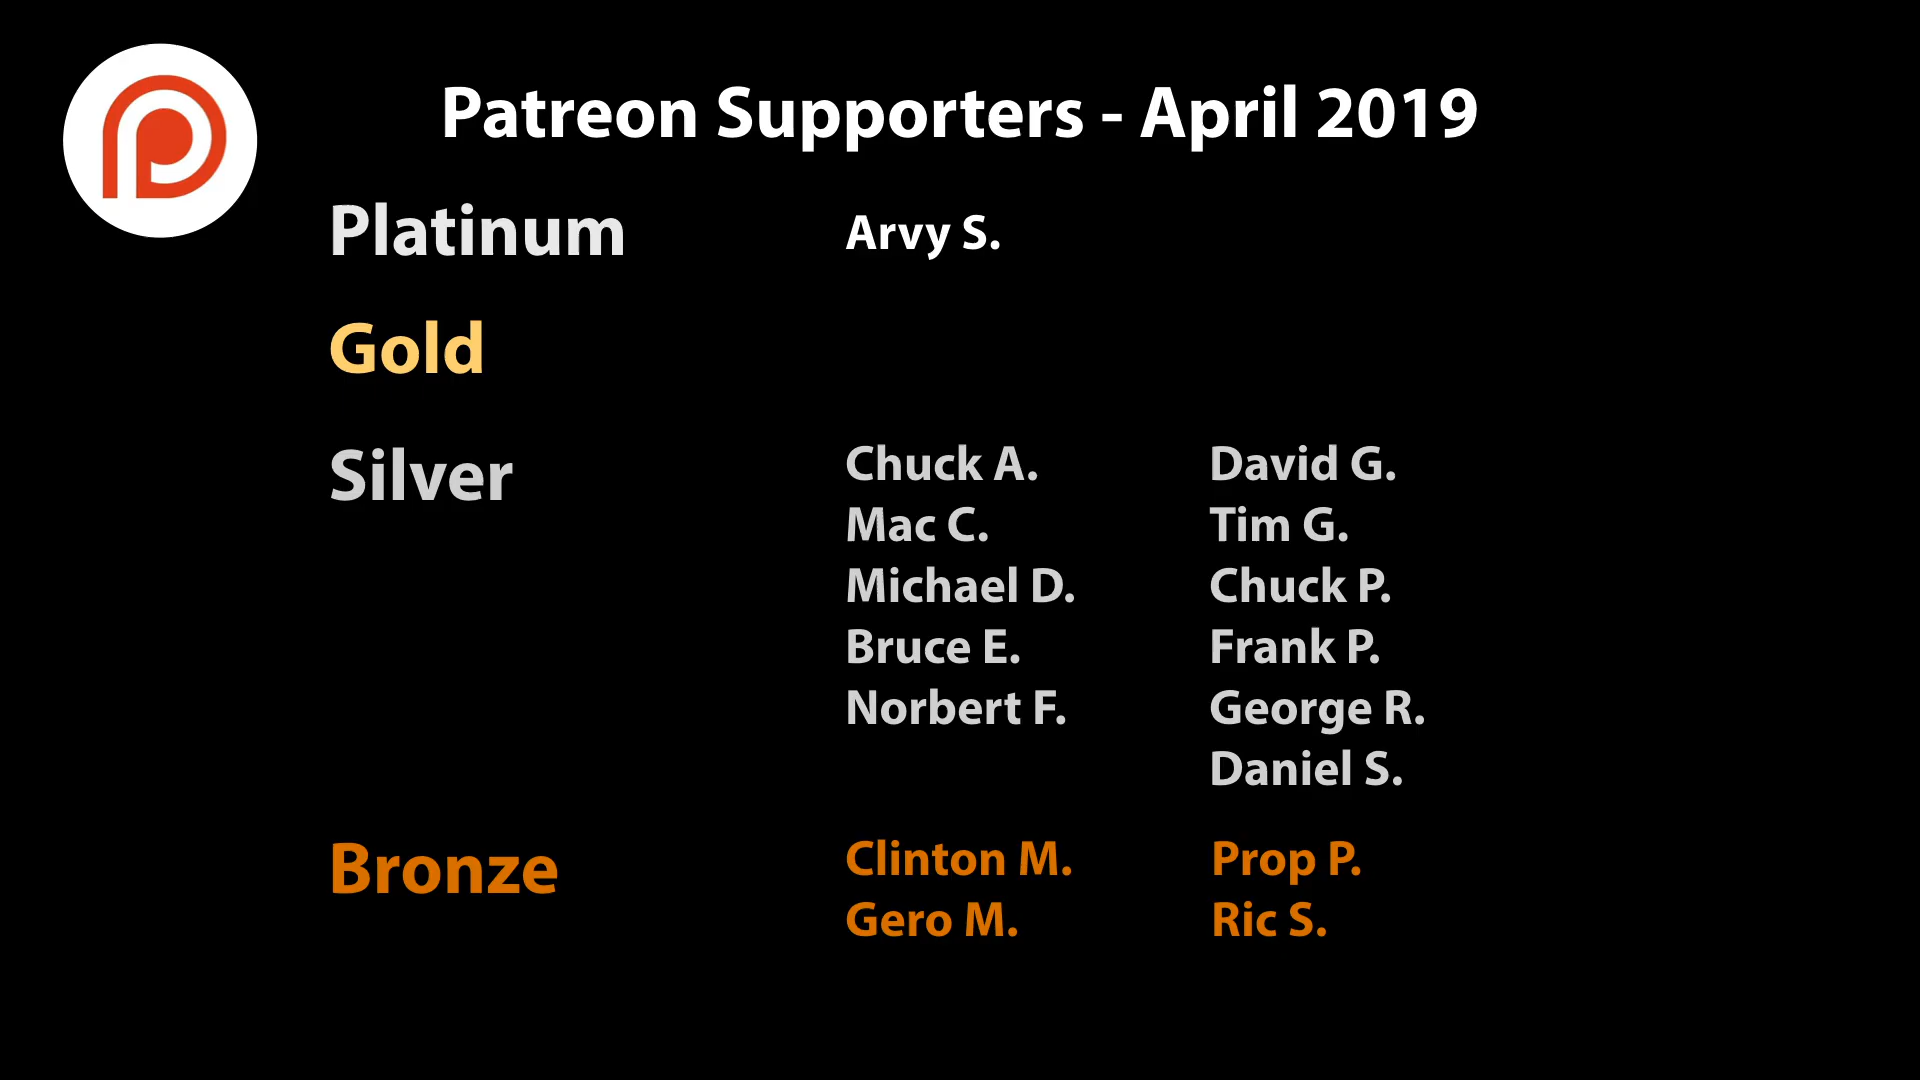 Patreon Supporters - April 2019
Platinum
Arvy S.
Gold
Silver
Chuck A.
Mac C.
Michael D.
Bruce E.
Norbert F.
David G.
Tim G.
Chuck P.
Frank P.
George R.
Daniel S.
Bronze
Clinton M.
Gero M.
Prop P.
Ric S.